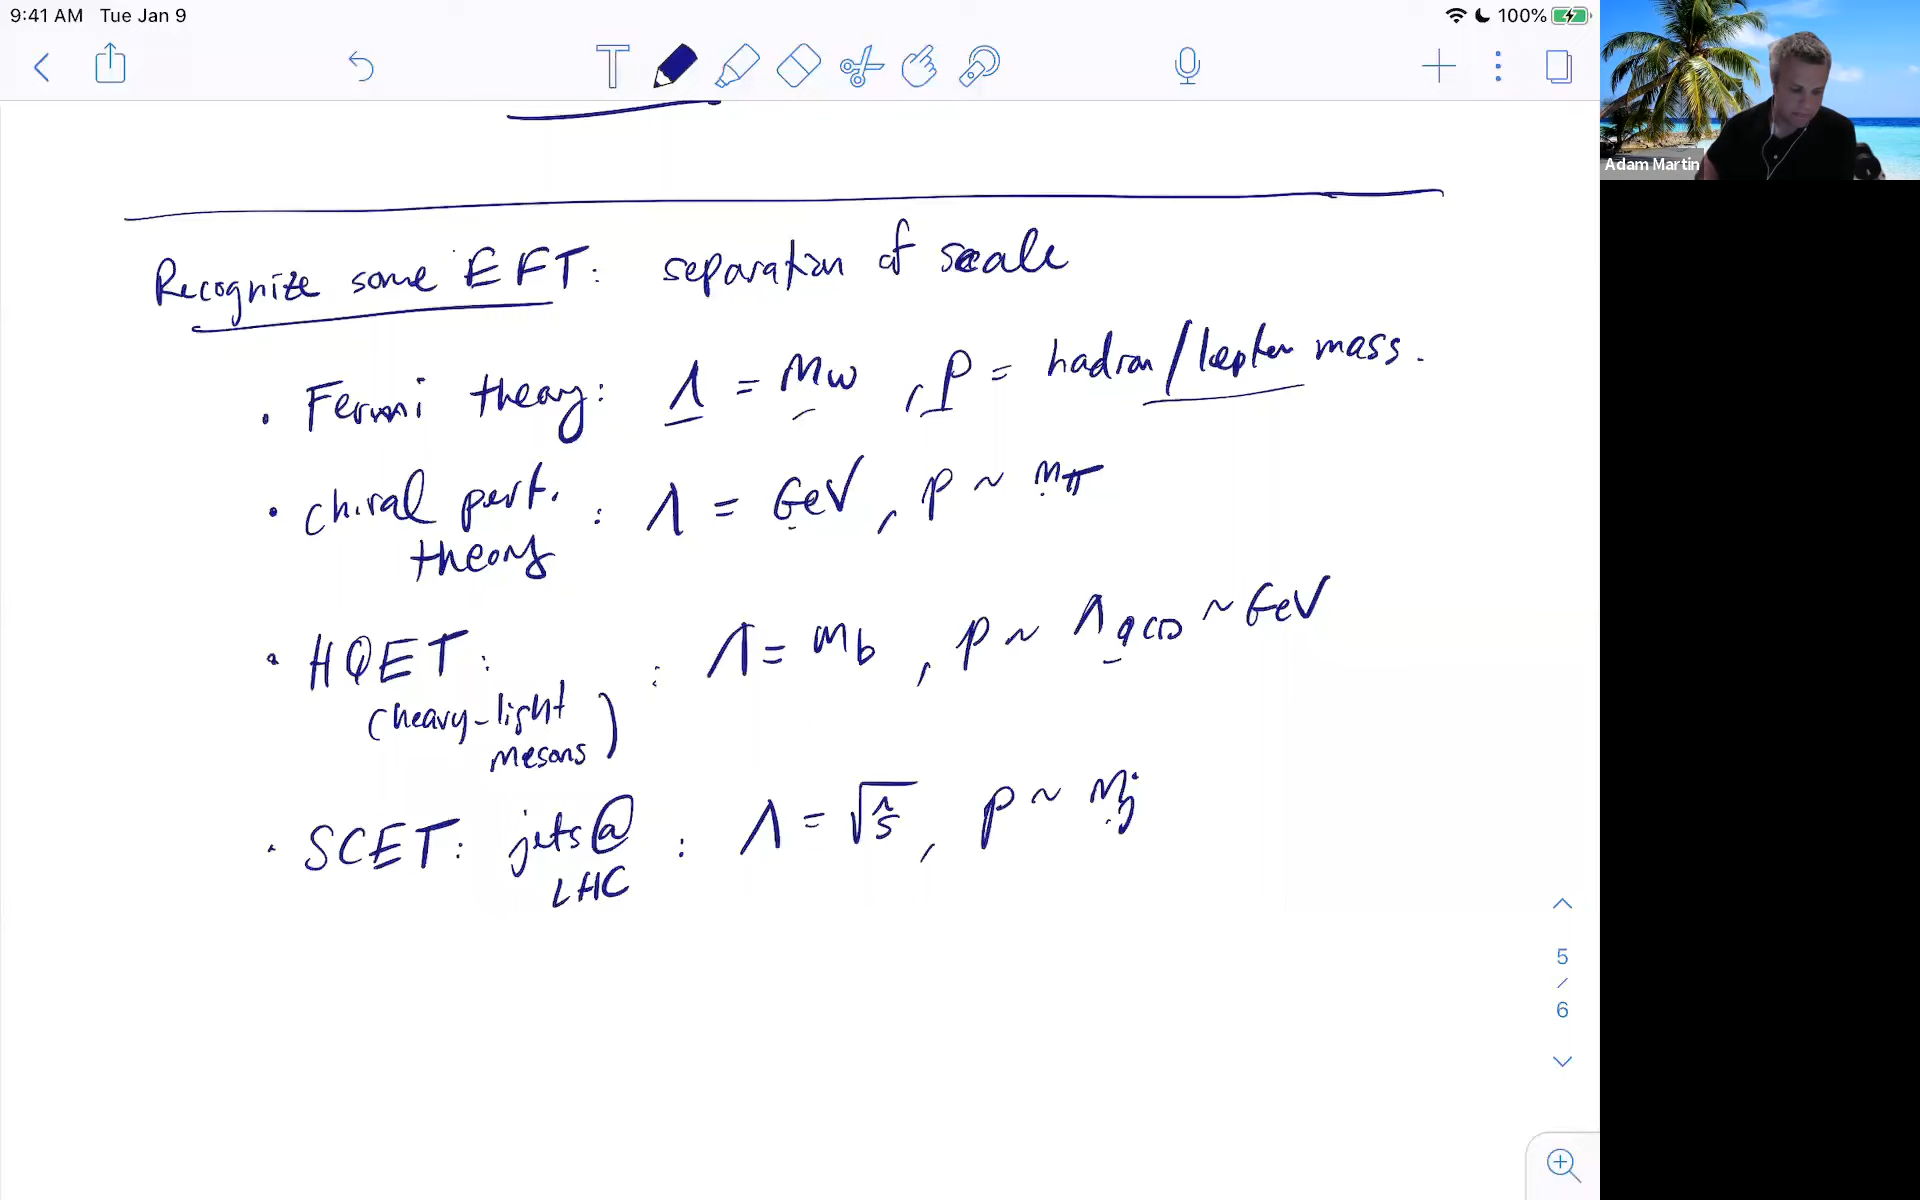 9:41 AM Tue Jan 9
100%
Adam Martin
Recognize some EFT: separation of scale
• Fermi theory: Λ = Mw , p = hadron/lepton mass.
• chiral pert. theory : Λ = GeV , p ~ mπ
• HQET: (heavy-light mesons) : Λ = mb , p ~ Λqcd ~ GeV
• SCET: jets@ LHC : Λ = √ŝ , p ~ Mj
5
/
6